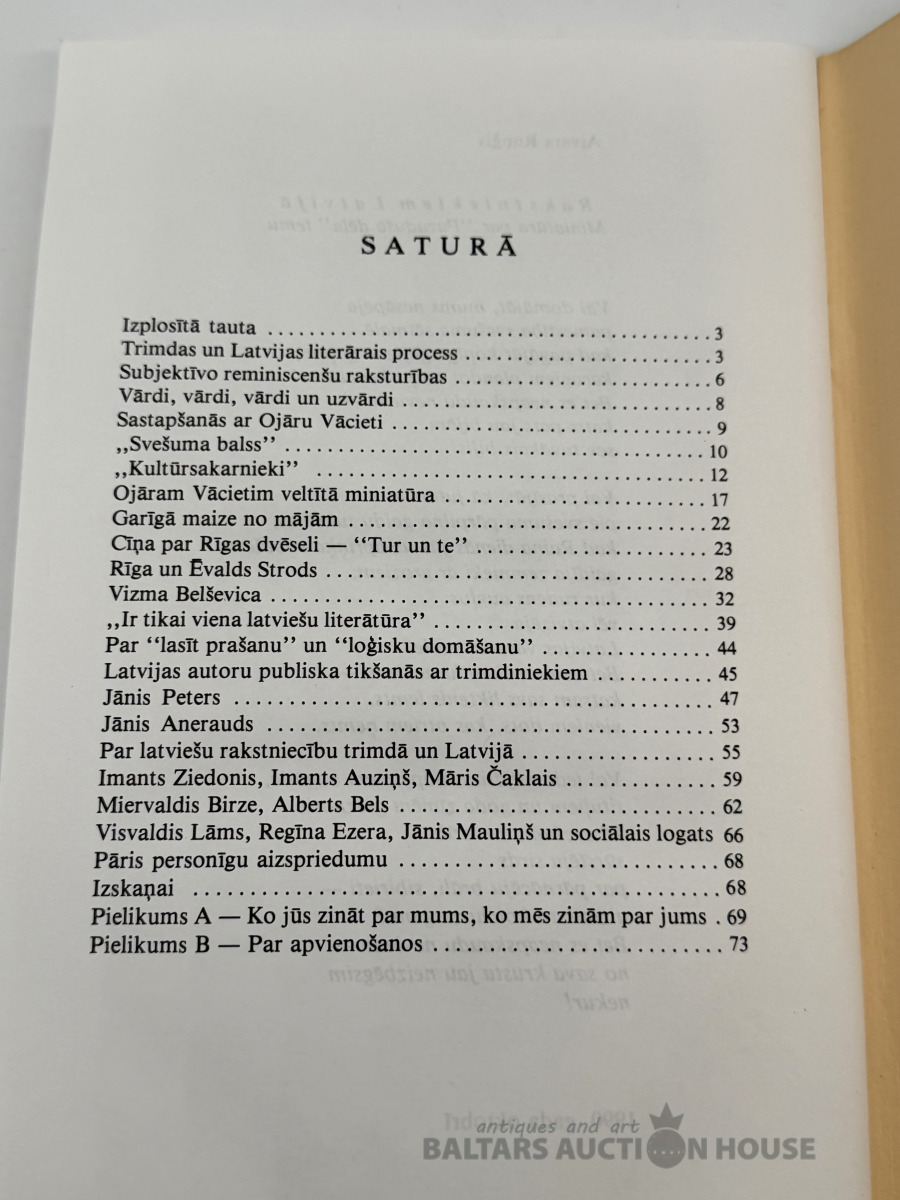 SATURĀ
Izplosītā tauta ........................................ 3
Trimdas un Latvijas literārais process ........................ 3
Subjektīvo reminiscenšu raksturības ........................ 6
Vārdi, vārdi, vārdi un uzvārdi ............................. 8
Sastapšanās ar Ojāru Vācieti .............................. 9
,,Svešuma balss’’ ........................................ 10
,,Kultūrsakarnieki’’ ..................................... 12
Ojāram Vācietim veltītā miniatūra ......................... 17
Garīgā maize no mājām .................................. 22
Cīņa par Rīgas dvēseli — “Tur un te” ...................... 23
Rīga un Ēvalds Strods .................................... 28
Vizma Belševica ......................................... 32
,,Ir tikai viena latviešu literātūra’’ ........................ 39
Par “lasīt prašanu” un “loģisku domāšanu” ................ 44
Latvijas autoru publiska tikšanās ar trimdiniekiem ........... 45
Jānis Peters ............................................ 47
Jānis Anerauds ......................................... 53
Par latviešu rakstniecību trimdā un Latvijā .................. 55
Imants Ziedonis, Imants Auziņš, Māris Čaklais .............. 59
Miervaldis Birze, Alberts Bels ............................. 62
Visvaldis Lāms, Regīna Ezera, Jānis Mauliņš un sociālais logats 66
Pāris personīgu aizspriedumu .............................. 68
Izskaņai ............................................... 68
Pielikums A — Ko jūs zināt par mums, ko mēs zinām par jums . 69
Pielikums B — Par apvienošanos .......................... 73
antiques and art
BALTARS AUCTION HOUSE